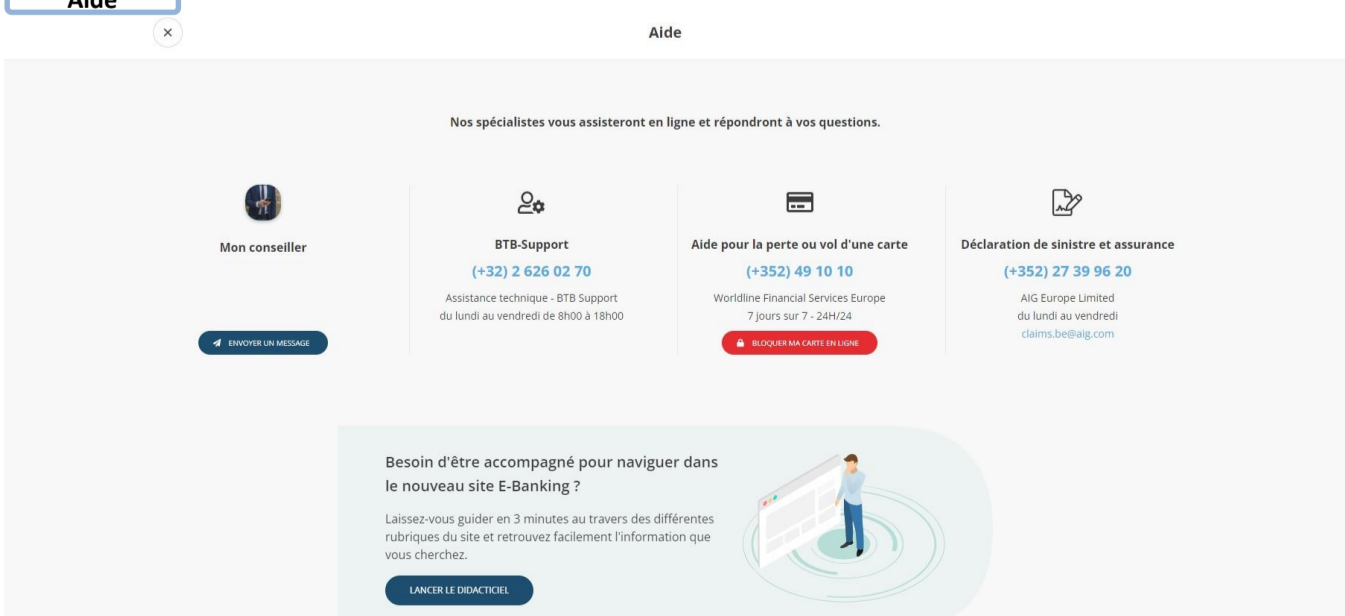 Aide
Aide
Nos spécialistes vous assisteront en ligne et répondront à vos questions.
Mon conseiller
ENVOYER UN MESSAGE
BTB-Support
(+32) 2 626 02 70
Assistance technique - BTB Support
du lundi au vendredi de 8h00 à 18h00
Aide pour la perte ou vol d'une carte
(+352) 49 10 10
Worldline Financial Services Europe
7 jours sur 7 - 24H/24
BLOQUER MA CARTE EN LIGNE
Déclaration de sinistre et assurance
(+352) 27 39 96 20
AIG Europe Limited
du lundi au vendredi
claims.be@aig.com
Besoin d'être accompagné pour naviguer dans
le nouveau site E-Banking ?
Laissez-vous guider en 3 minutes au travers des différentes
rubriques du site et retrouvez facilement l'information que
vous cherchez.
LANCER LE DIDACTICIEL